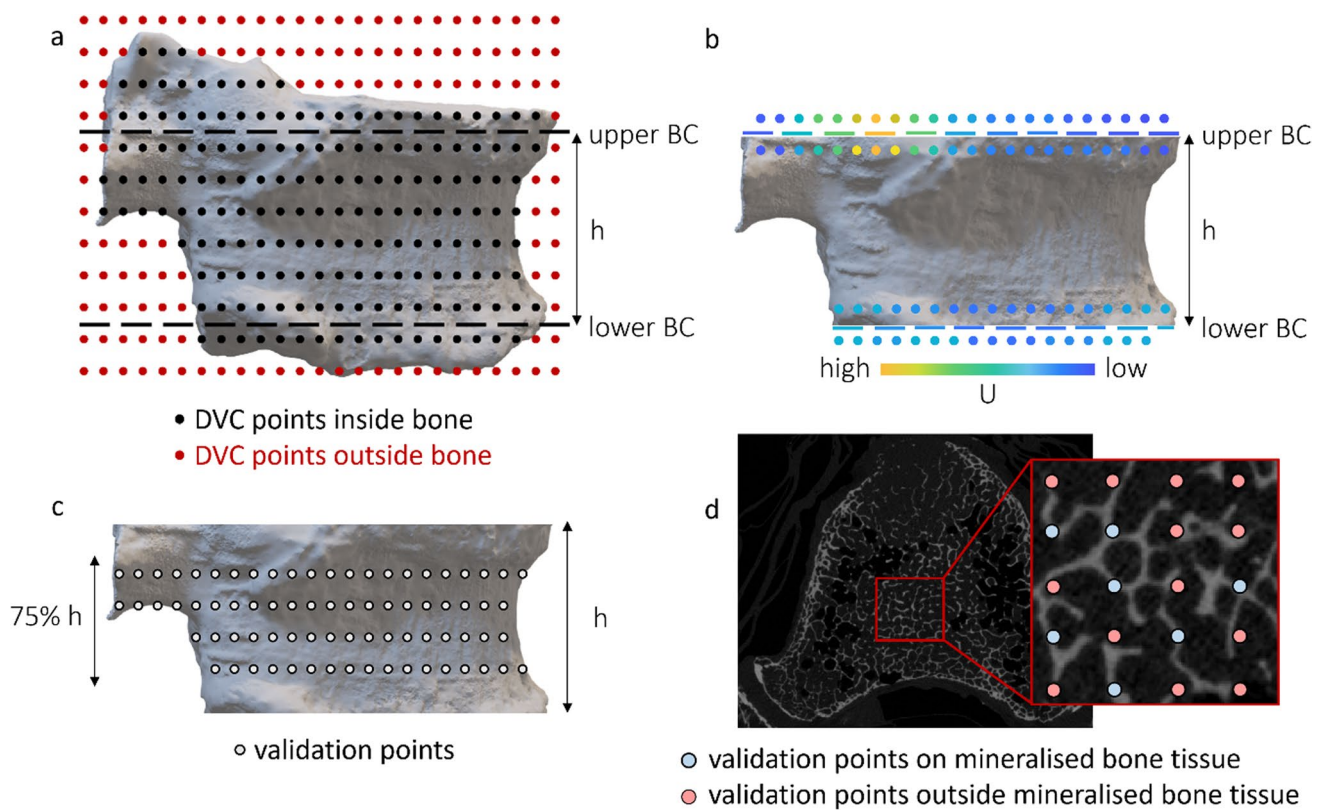 a
upper BC
h
lower BC
• DVC points inside bone
• DVC points outside bone
b
upper BC
h
lower BC
high
low
U
c
75% h
h
validation points
d
validation points on mineralised bone tissue
validation points outside mineralised bone tissue